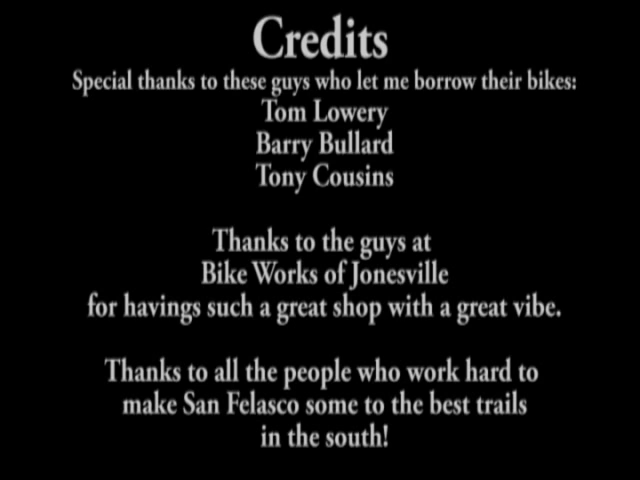 Credits
Special thanks to these guys who let me borrow their bikes:
Tom Lowery
Barry Bullard
Tony Cousins
Thanks to the guys at
Bike Works of Jonesville
for havings such a great shop with a great vibe.
Thanks to all the people who work hard to
make San Felasco some to the best trails
in the south!